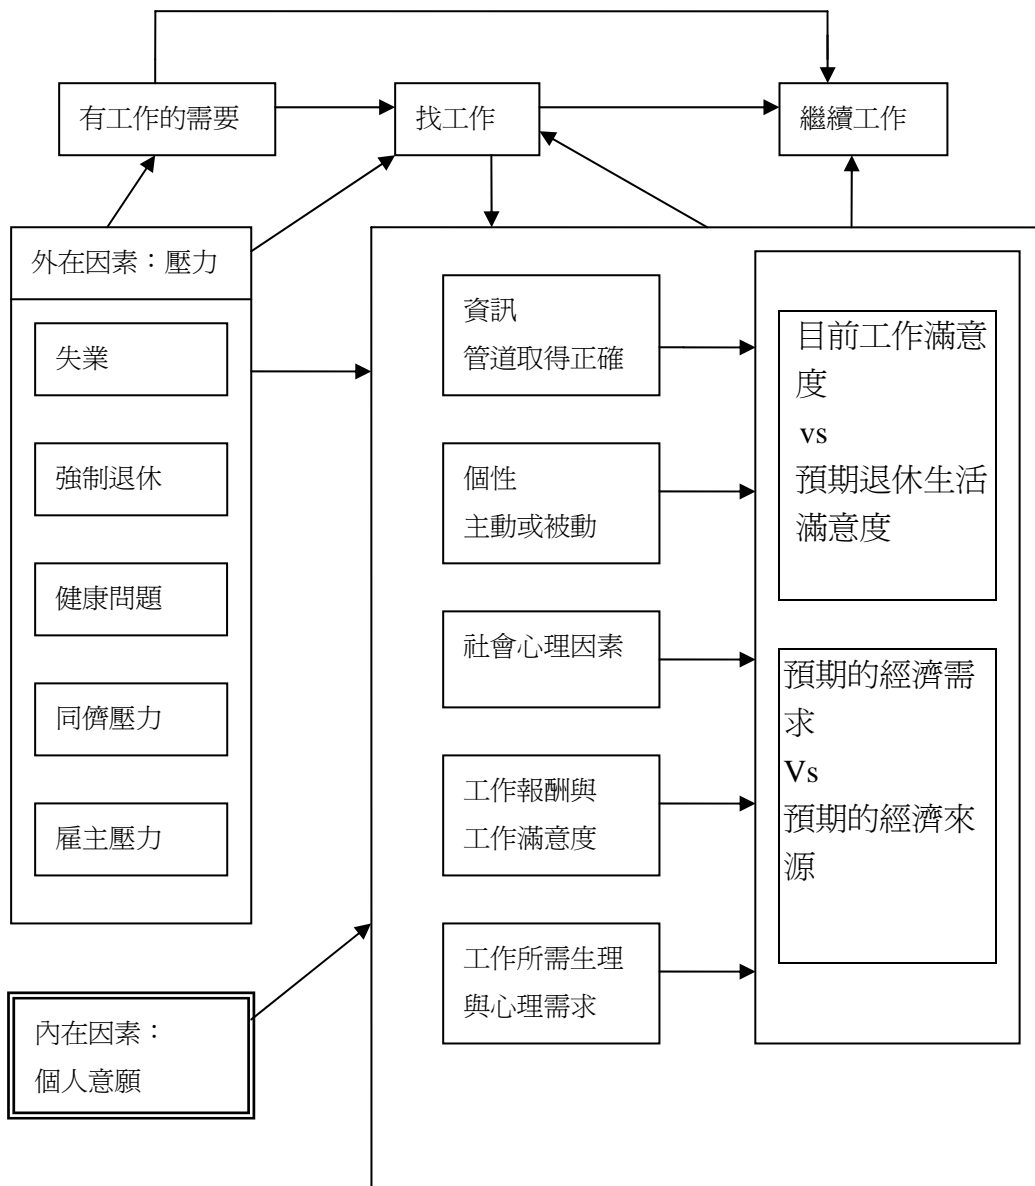 有工作的需要
找工作
繼續工作
外在因素：壓力
失業
強制退休
健康問題
同儕壓力
雇主壓力
內在因素：
個人意願
資訊
管道取得正確
個性
主動或被動
社會心理因素
工作報酬與
工作滿意度
工作所需生理
與心理需求
目前工作滿意
度
vs
預期退休生活
滿意度
預期的經濟需
求
Vs
預期的經濟來
源